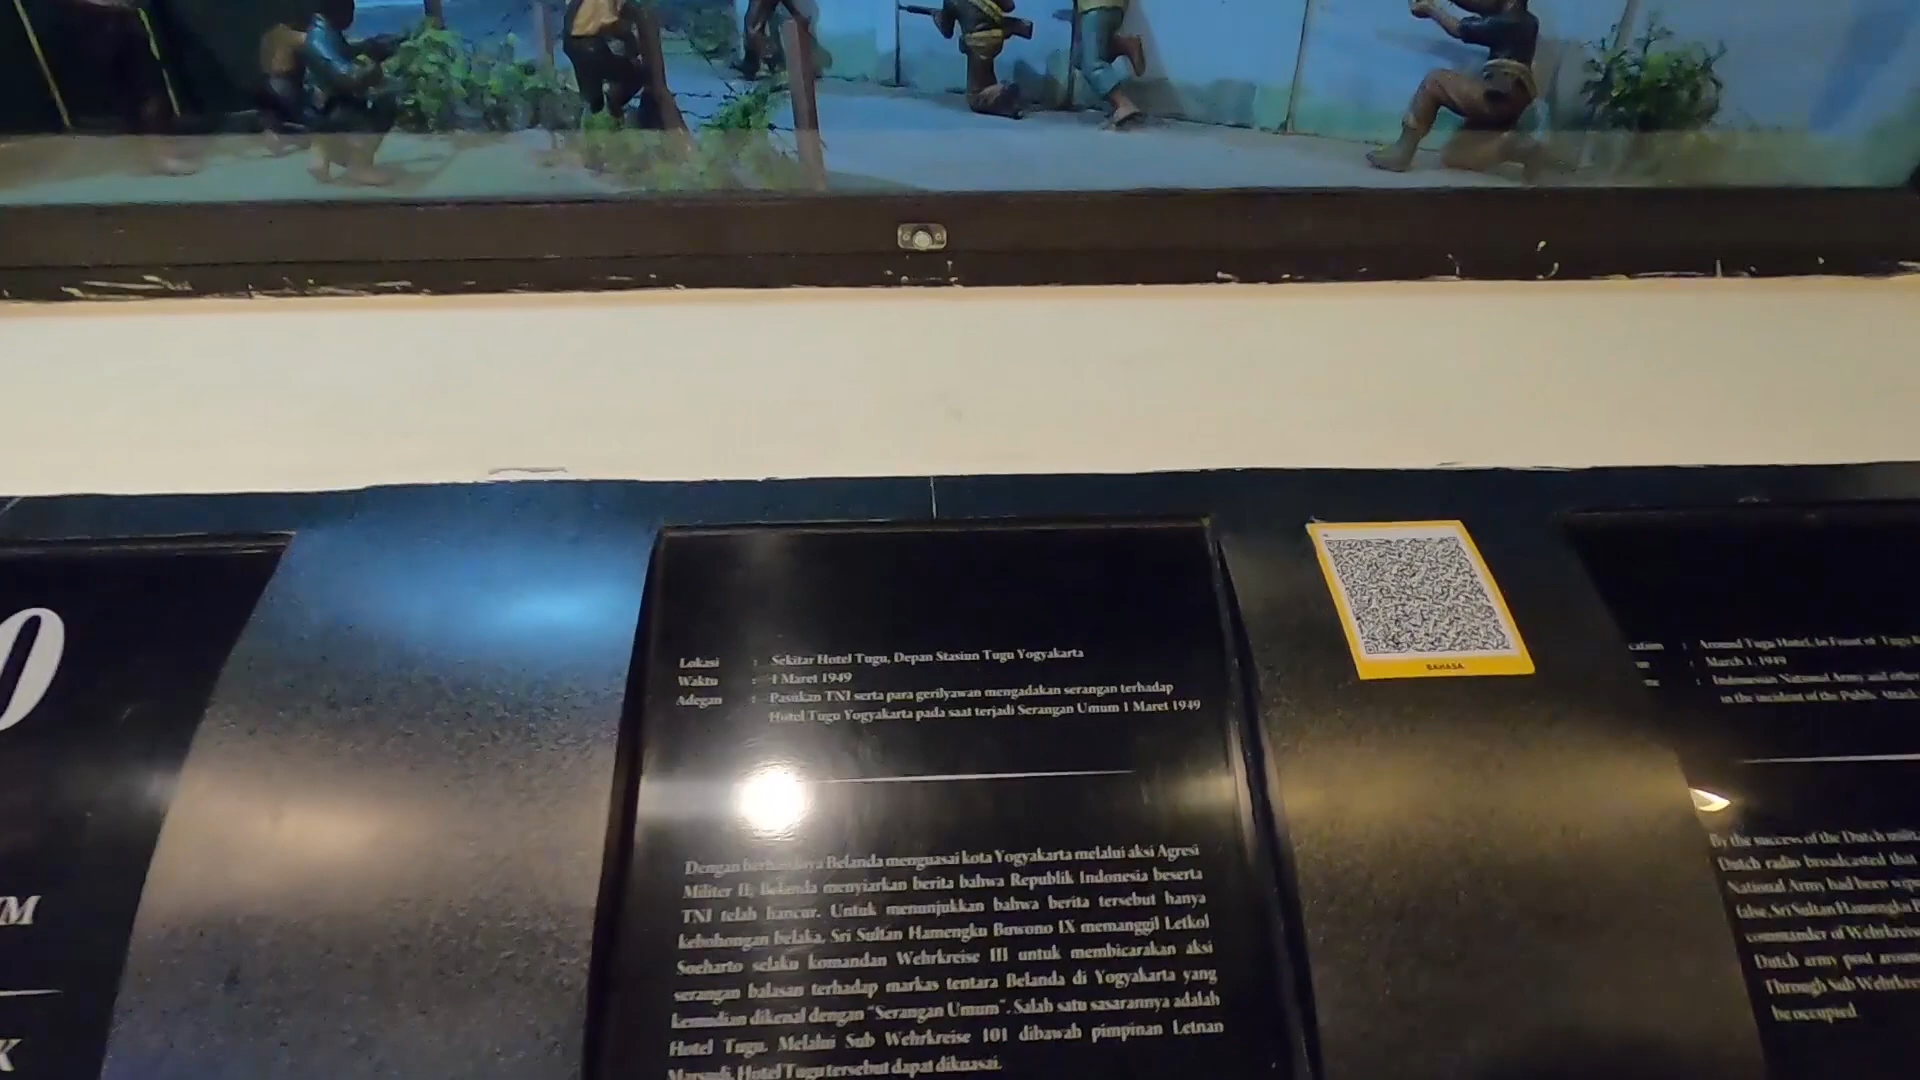 0
UM
K
Lokasi : Sekitar Hotel Tugu, Depan Stasiun Tugu Yogyakarta
Waktu : 1 Maret 1949
Adegan : Pasukan TNI serta para gerilyawan mengadakan serangan terhadap
Hotel Tugu Yogyakarta pada saat terjadi Serangan Umum 1 Maret 1949
Dengan Belanda menguasai kota Yogyakarta melalui aksi Agresi
Militer II, Belanda menyiarkan berita bahwa Republik Indonesia beserta
TNI telah hancur. Untuk menunjukkan bahwa berita tersebut hanya
kebohongan belaka, Sri Sultan Hamengku Buwono IX memanggil Letkol
Soeharto selaku komandan Wehrkreise III untuk membicarakan aksi
serangan balasan terhadap markas tentara Belanda di Yogyakarta yang
kemudian dikenal dengan "Serangan Umum". Salah satu sasarannya adalah
Hotel Tugu. Melalui Sub Wehrkreise 101 dibawah pimpinan Letnan
Marsudi, Hotel Tugu tersebut dapat dikuasai.
BAHASA
: Around Tugu Hotel, In Front of Tugu
: March 1, 1949
: Indonesian National Army and other
in the incident of the Public Attack
By the success of the Dutch
Dutch radio broadcasted that
National Army had been
false, Sri Sultan Hamengku
commander of Wehrkreise
Dutch army post around
Through Sub Wehrkreise
be occupied